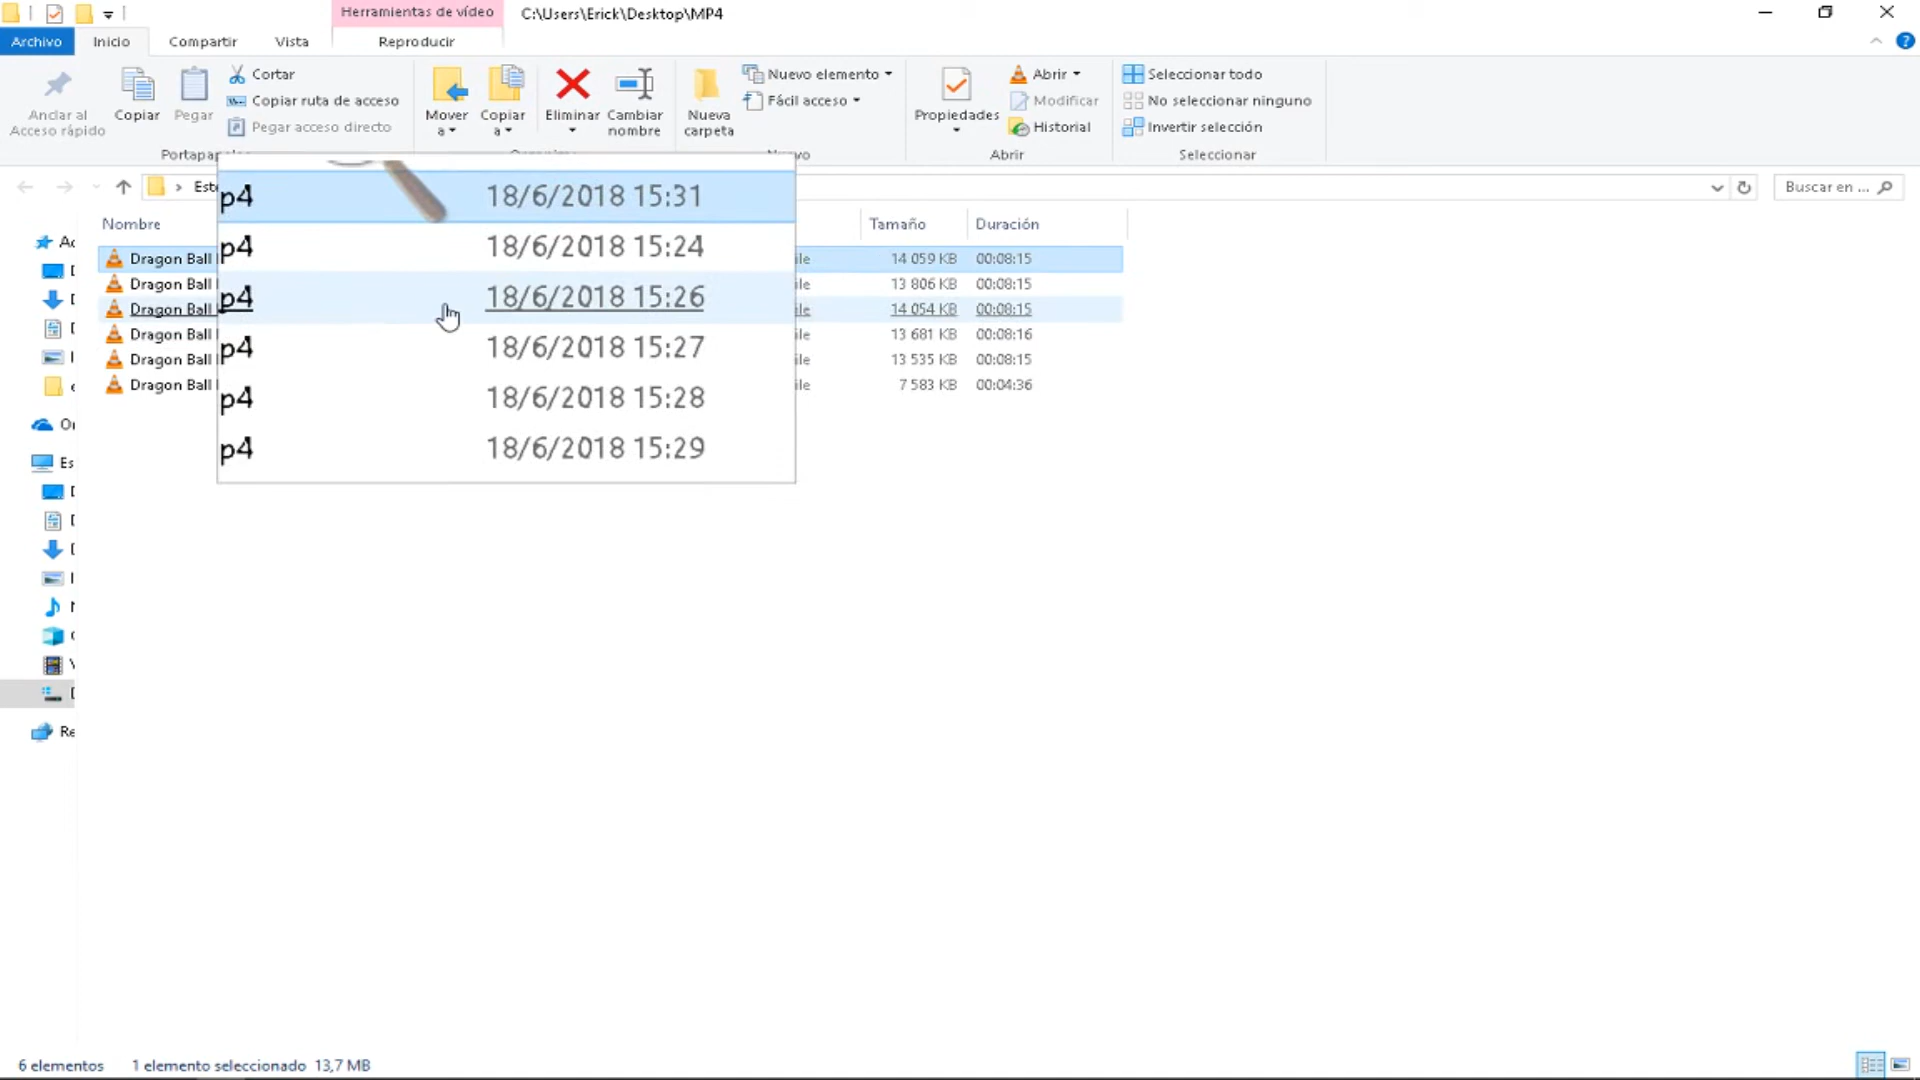 Herramientas de vídeo
C:\Users\Erick\Desktop\MP4
Archivo
Inicio
Compartir
Vista
Reproducir
Anclar al
Acceso rápido
Copiar
Pegar
Cortar
Copiar ruta de acceso
Pegar acceso directo
Mover
a
Copiar
a
Eliminar
Cambiar
nombre
Nueva
carpeta
Nuevo elemento
Fácil acceso
Propiedades
Abrir
Modificar
Historial
Seleccionar todo
No seleccionar ninguno
Invertir selección
Abrir
Seleccionar
Buscar en ...
Nombre
Tamaño
Duración
Dragon Ball
p4 18/6/2018 15:31
14 059 KB 00:08:15
Dragon Ball
p4 18/6/2018 15:24
13 806 KB 00:08:15
Dragon Ball
p4 18/6/2018 15:26
14 054 KB 00:08:15
Dragon Ball
p4 18/6/2018 15:27
13 681 KB 00:08:16
Dragon Ball
p4 18/6/2018 15:28
13 535 KB 00:08:15
Dragon Ball
p4 18/6/2018 15:29
7 583 KB 00:04:36
6 elementos
1 elemento seleccionado 13,7 MB